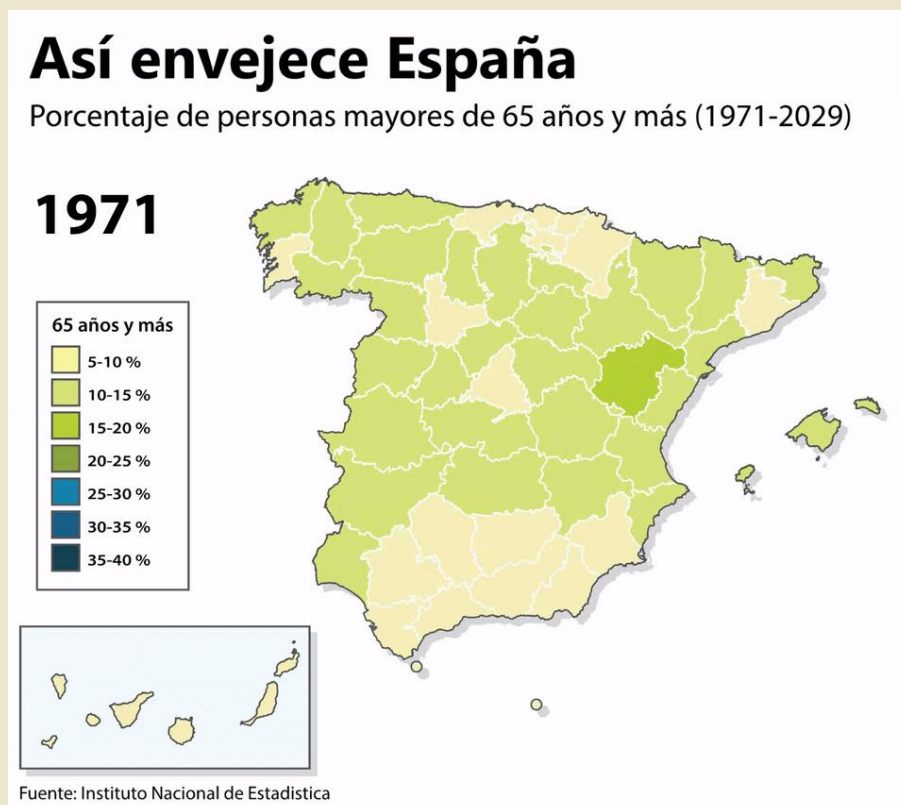 Así envejece España
Porcentaje de personas mayores de 65 años y más (1971-2029)
1971
65 años y más
5-10 %
10-15 %
15-20 %
20-25 %
25-30 %
30-35 %
35-40 %
Fuente: Instituto Nacional de Estadistica